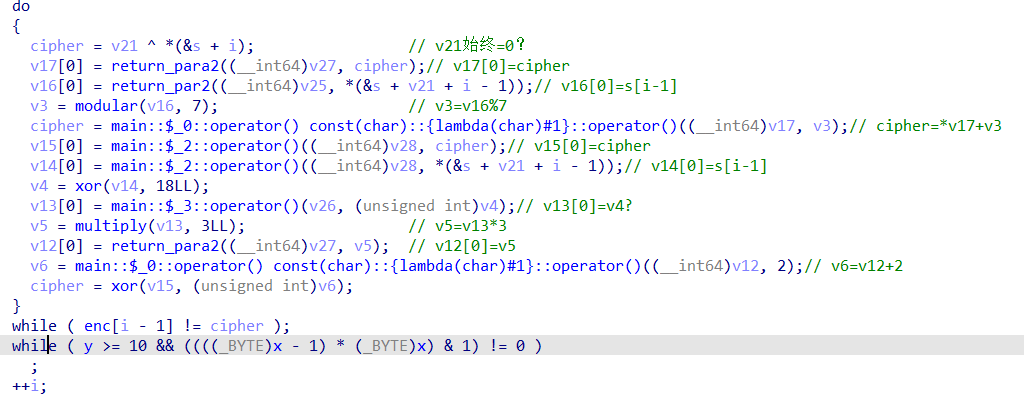 do
{
cipher = v21 ^ *(&s + i); // v21始终=0?
v17[0] = return_para2((__int64)v27, cipher);// v17[0]=cipher
v16[0] = return_par2((__int64)v25, *(&s + v21 + i - 1));// v16[0]=s[i-1]
v3 = modular(v16, 7); // v3=v16%7
cipher = main::$_0::operator() const(char)::{lambda(char)#1}::operator()((__int64)v17, v3);// cipher=*v17+v3
v15[0] = main::$_2::operator()((__int64)v28, cipher);// v15[0]=cipher
v14[0] = main::$_2::operator()((__int64)v28, *(&s + v21 + i - 1));// v14[0]=s[i-1]
v4 = xor(v14, 18LL);
v13[0] = main::$_3::operator()(v26, (unsigned int)v4);// v13[0]=v4?
v5 = multiply(v13, 3LL); // v5=v13*3
v12[0] = return_para2((__int64)v27, v5); // v12[0]=v5
v6 = main::$_0::operator() const(char)::{lambda(char)#1}::operator()((__int64)v12, 2);// v6=v12+2
cipher = xor(v15, (unsigned int)v6);
}
while ( enc[i - 1] != cipher );
while ( y >= 10 && ((((_BYTE)x - 1) * (_BYTE)x) & 1) != 0 )
;
++i;